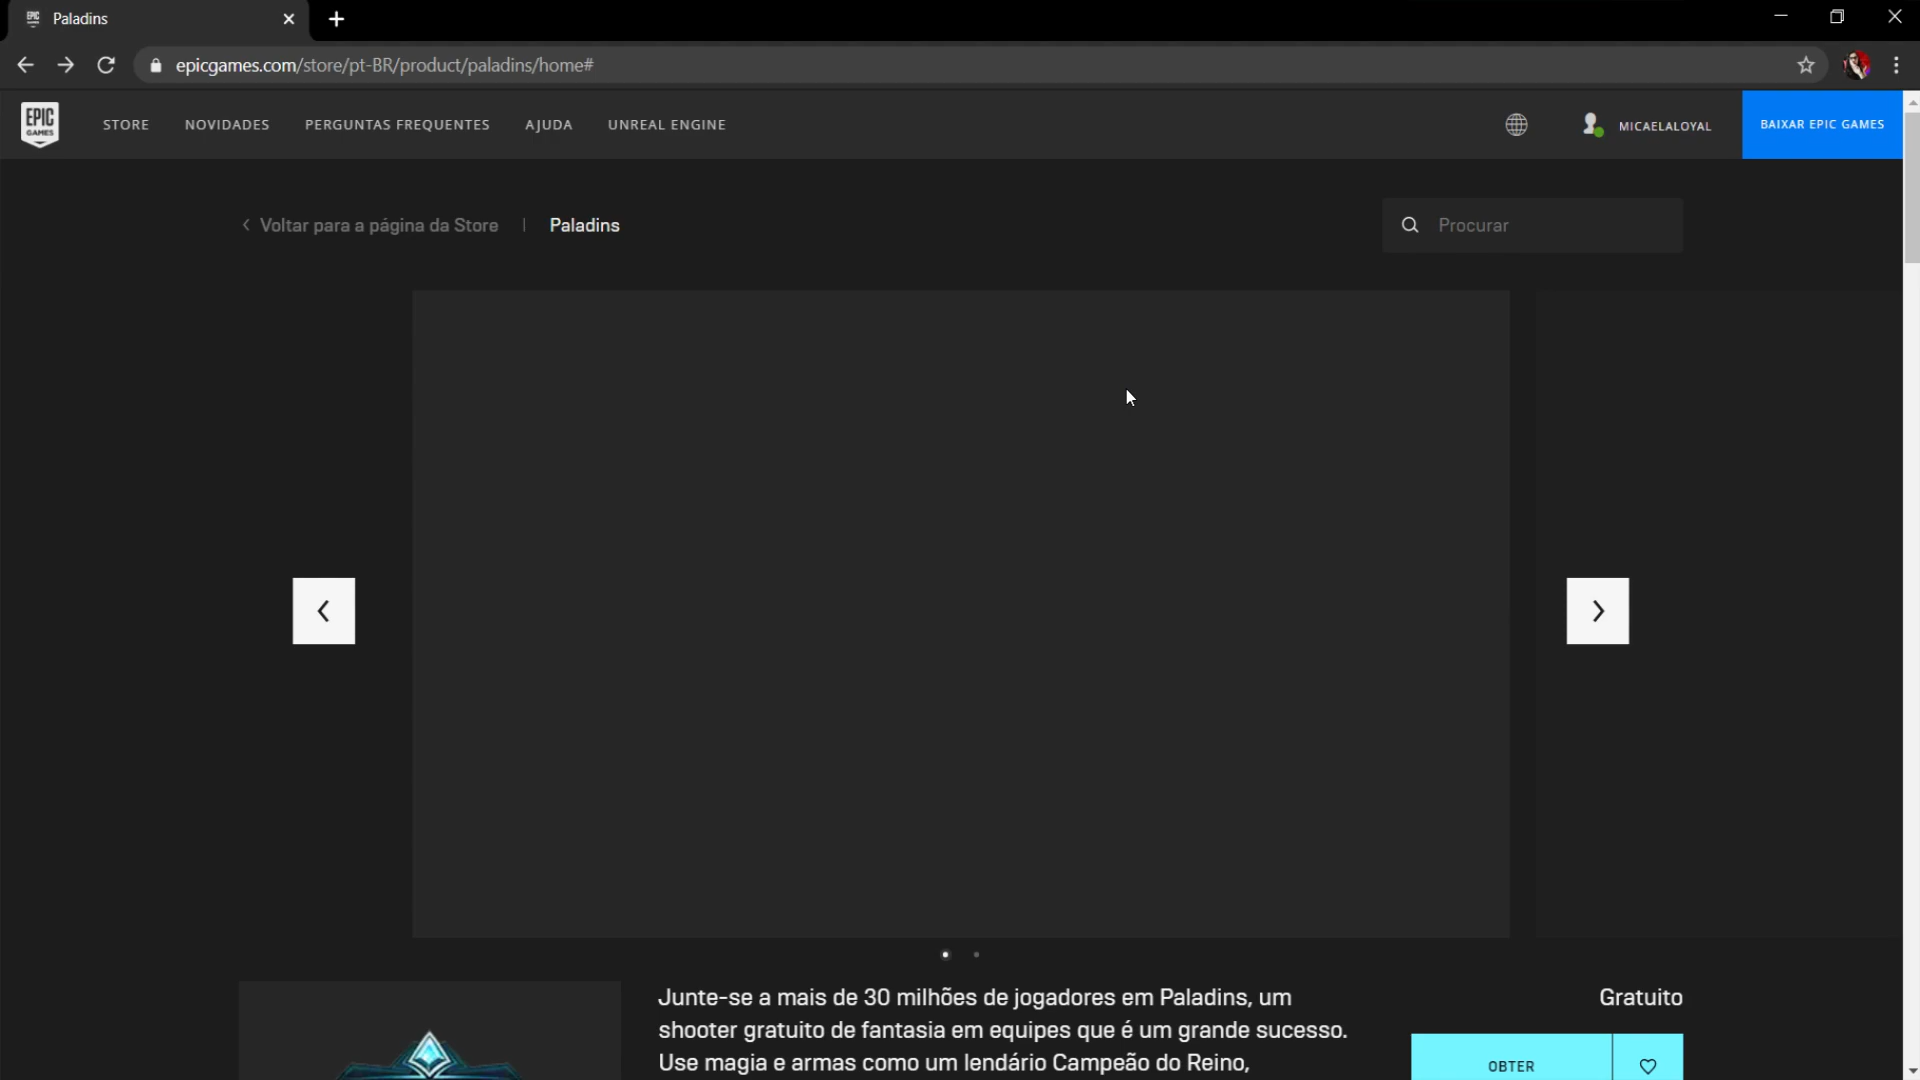 Paladins
epicgames.com/store/pt-BR/product/paladins/home#
EPIC GAMES
STORE
NOVIDADES
PERGUNTAS FREQUENTES
AJUDA
UNREAL ENGINE
MICAELALOYAL
BAIXAR EPIC GAMES
Voltar para a página da Store
Paladins
Procurar
Junte-se a mais de 30 milhões de jogadores em Paladins, um
shooter gratuito de fantasia em equipes que é um grande sucesso.
Use magia e armas como um lendário Campeão do Reino,
Gratuito
OBTER